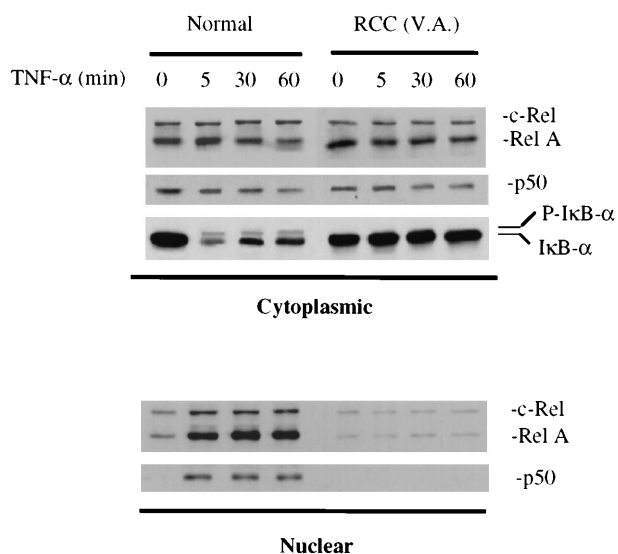 Normal RCC (V.A.)
TNF-α (min) 0 5 30 60 0 5 30 60
-c-Rel
-Rel A
-p50
P-IκB-α
IκB-α
Cytoplasmic
-c-Rel
-Rel A
-p50
Nuclear